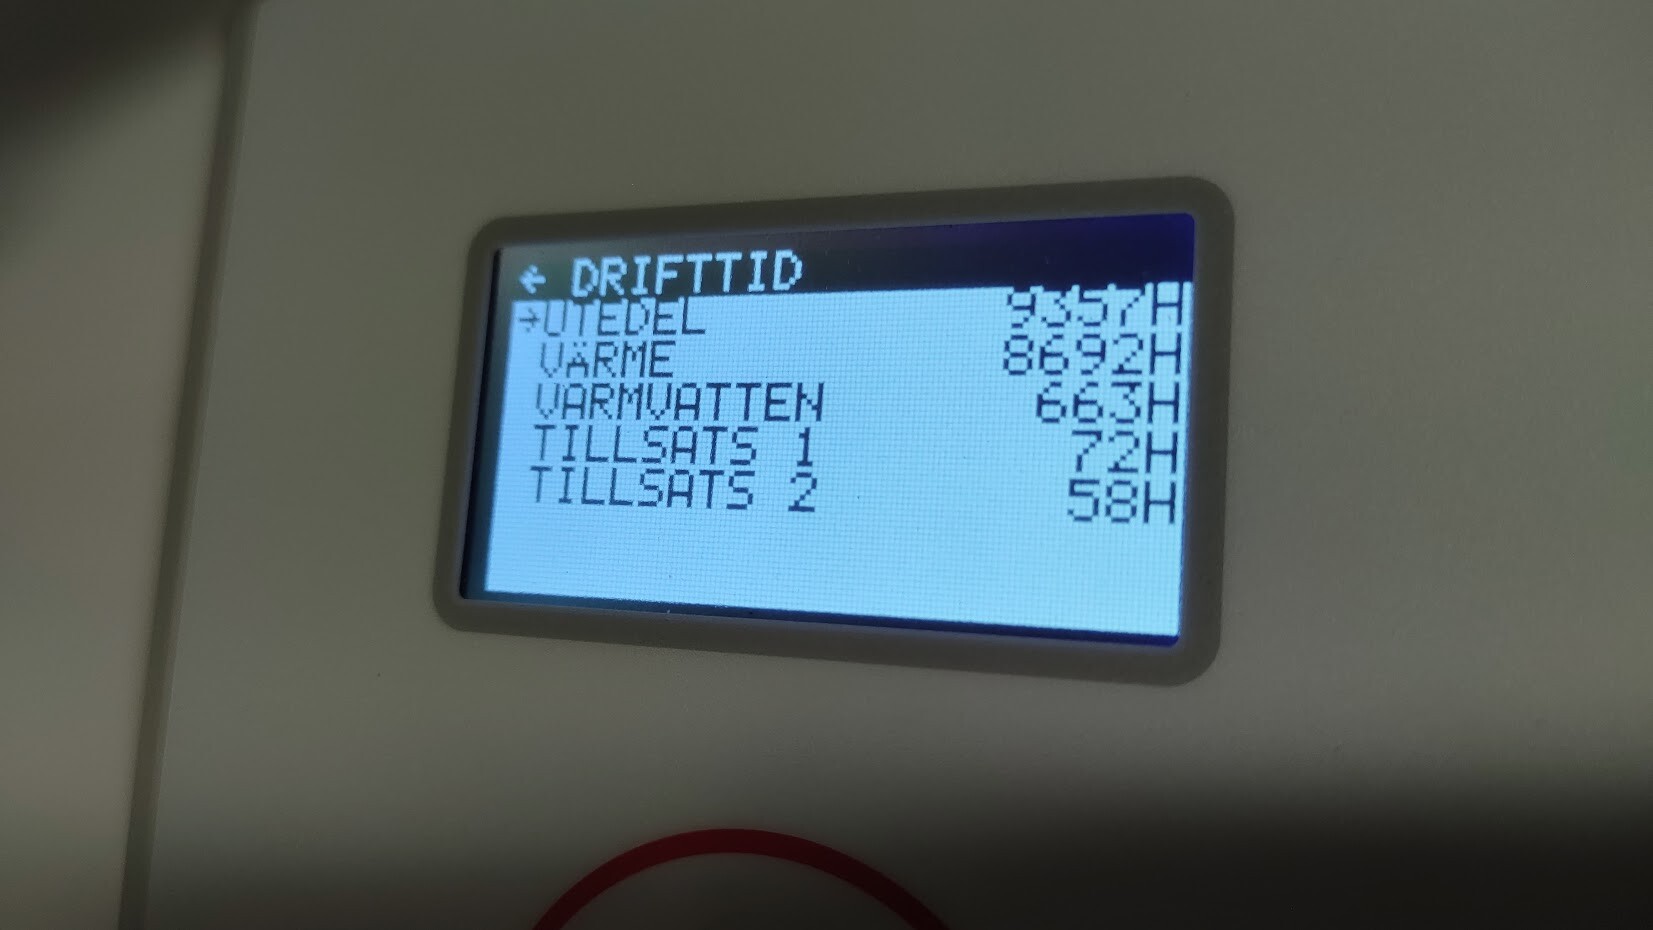 ← DRIFTTID
→UTEDEL 9357H
VÄRME 8692H
VARMVATTEN 663H
TILLSATS 1 72H
TILLSATS 2 58H